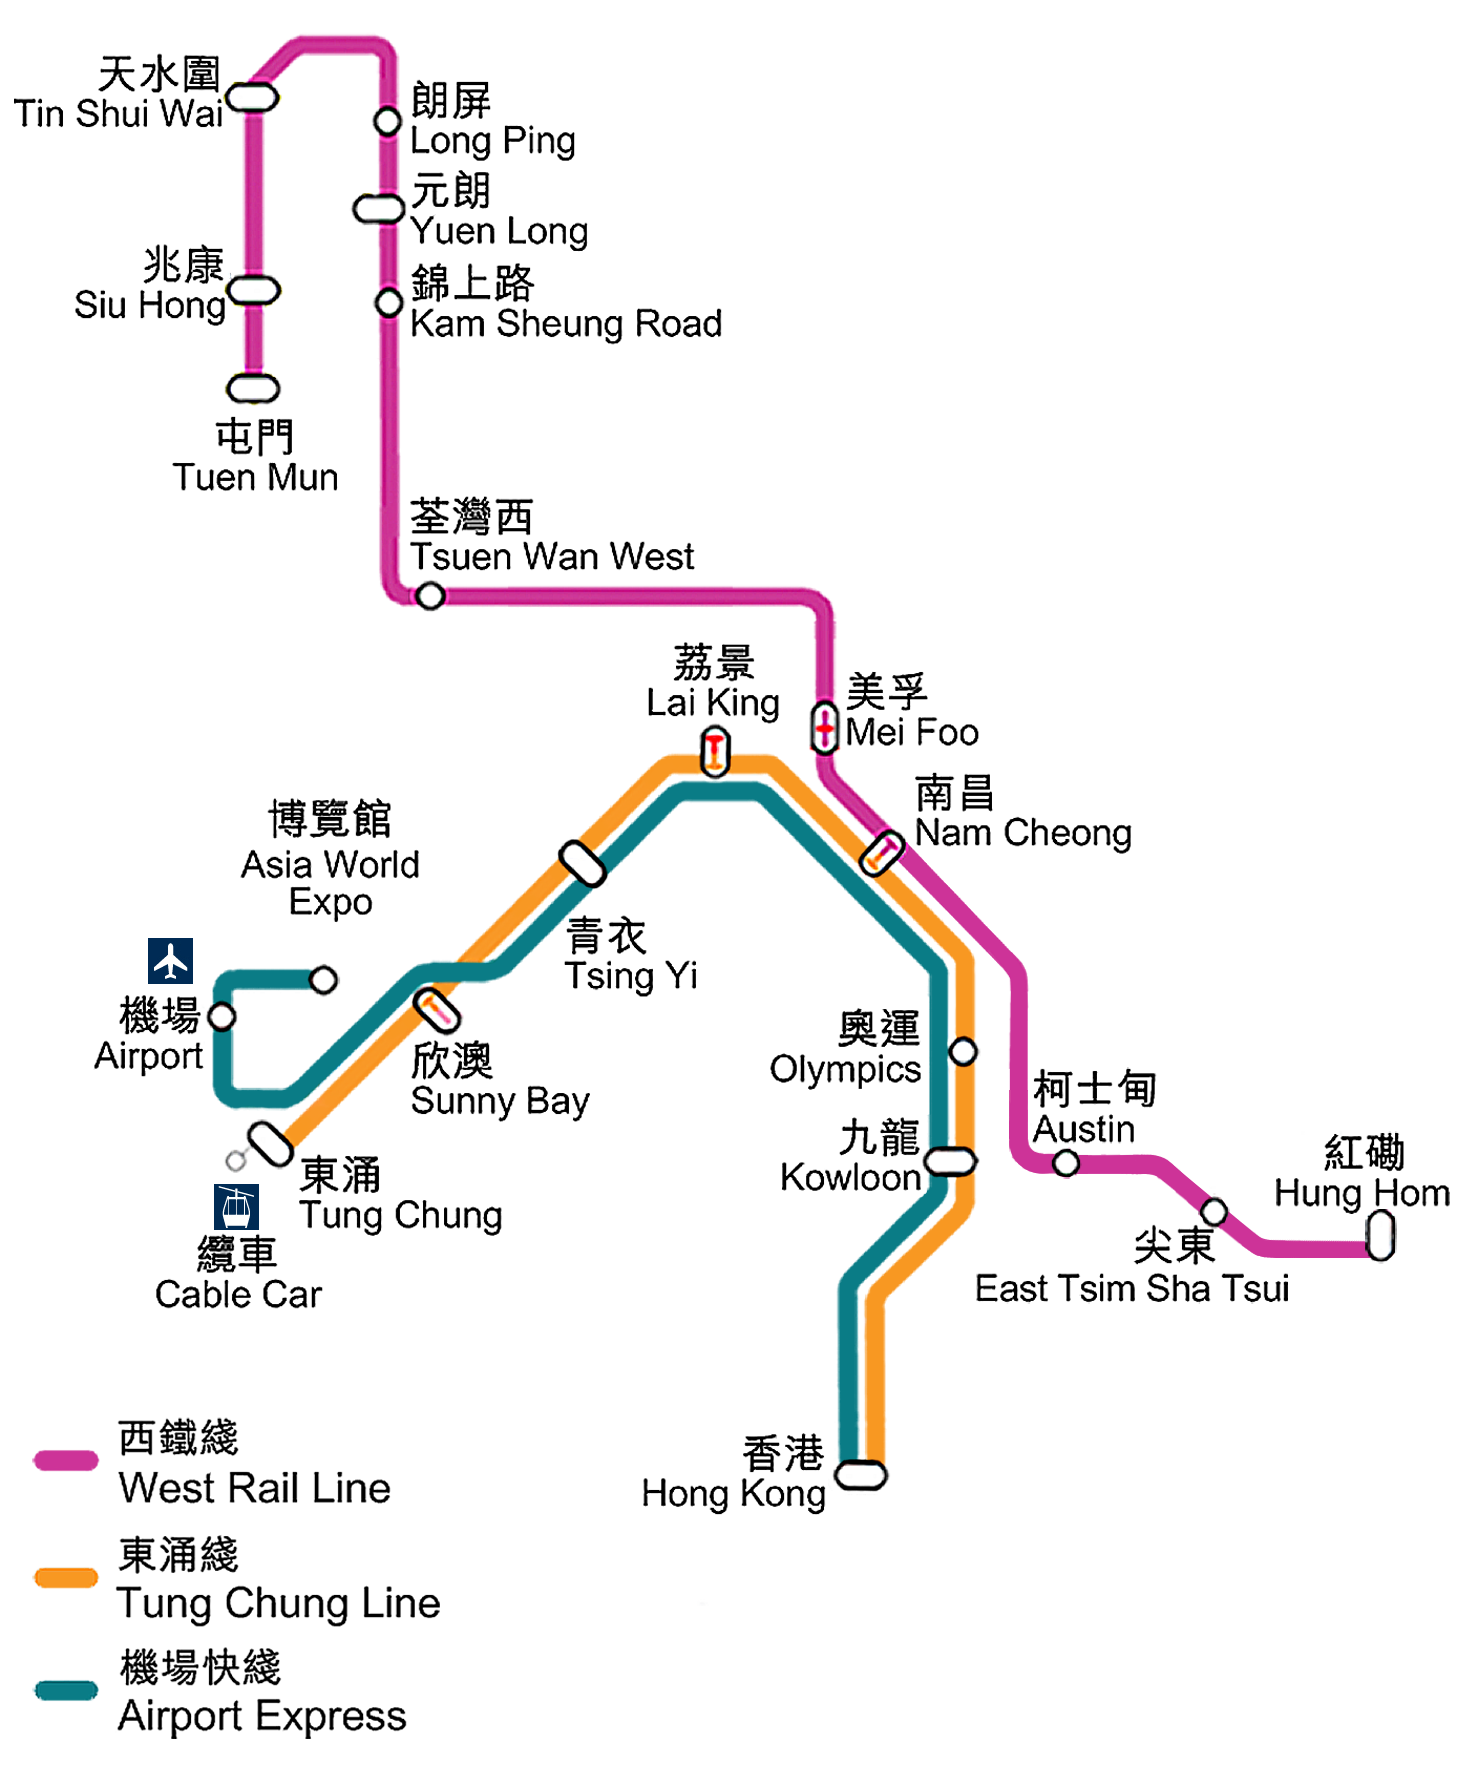 天水圍
Tin Shui Wai
朗屏
Long Ping
元朗
Yuen Long
兆康
Siu Hong
錦上路
Kam Sheung Road
屯門
Tuen Mun
荃灣西
Tsuen Wan West
荔景
Lai King
美孚
Mei Foo
南昌
Nam Cheong
博覽館
Asia World
Expo
青衣
Tsing Yi
機場
Airport
欣澳
Sunny Bay
奧運
Olympics
柯士甸
Austin
九龍
Kowloon
紅磡
Hung Hom
東涌
Tung Chung
尖東
East Tsim Sha Tsui
纜車
Cable Car
香港
Hong Kong
西鐵綫
West Rail Line
東涌綫
Tung Chung Line
機場快綫
Airport Express